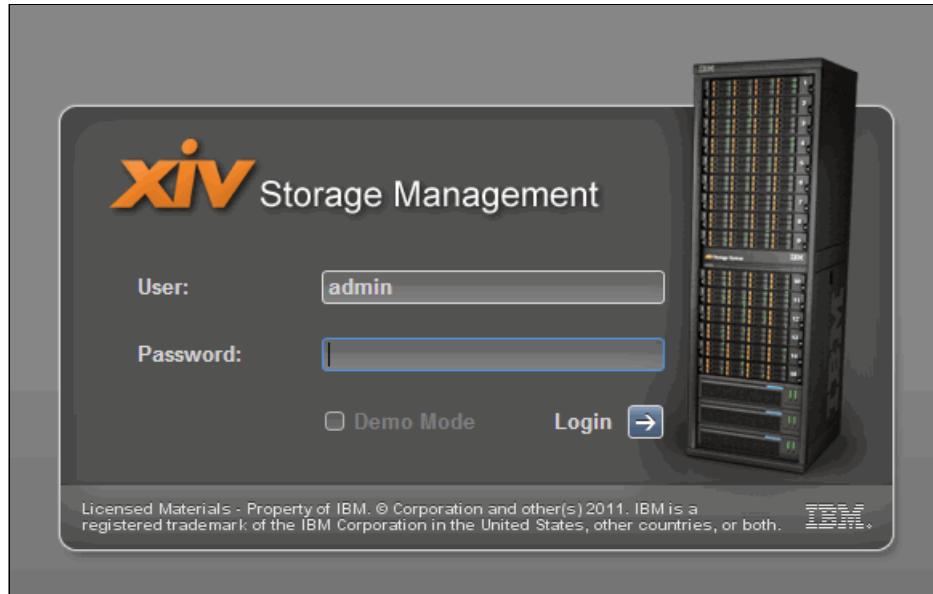 xiv Storage Management
User:
admin
Password:
Demo Mode
Login
Licensed Materials - Property of IBM. © Corporation and other(s) 2011. IBM is a
registered trademark of the IBM Corporation in the United States, other countries, or both.
IBM.